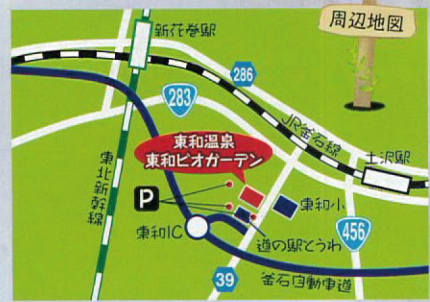 周辺地図
新花巻駅
286
283
JR釜石線
東和温泉
東和ビオガーデン
土沢駅
東北新幹線
P
東和小
東和IC
道の駅とうわ
456
39
釜石自動車道